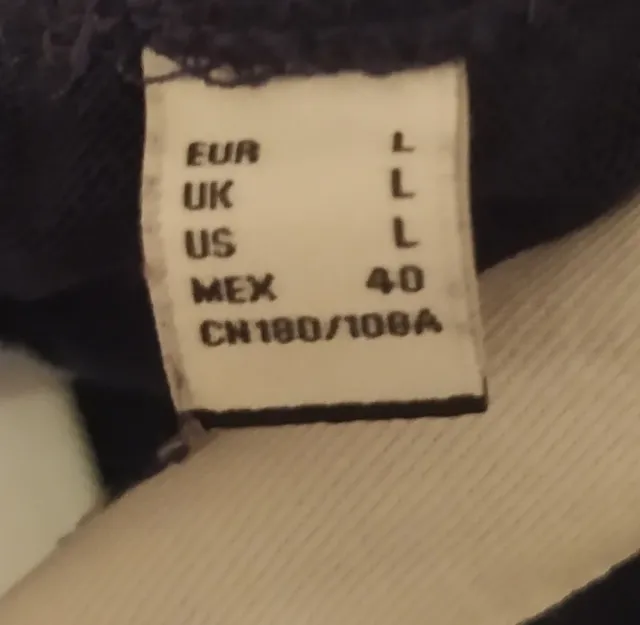 EUR L
UK L
US L
MEX 40
CN180/108A